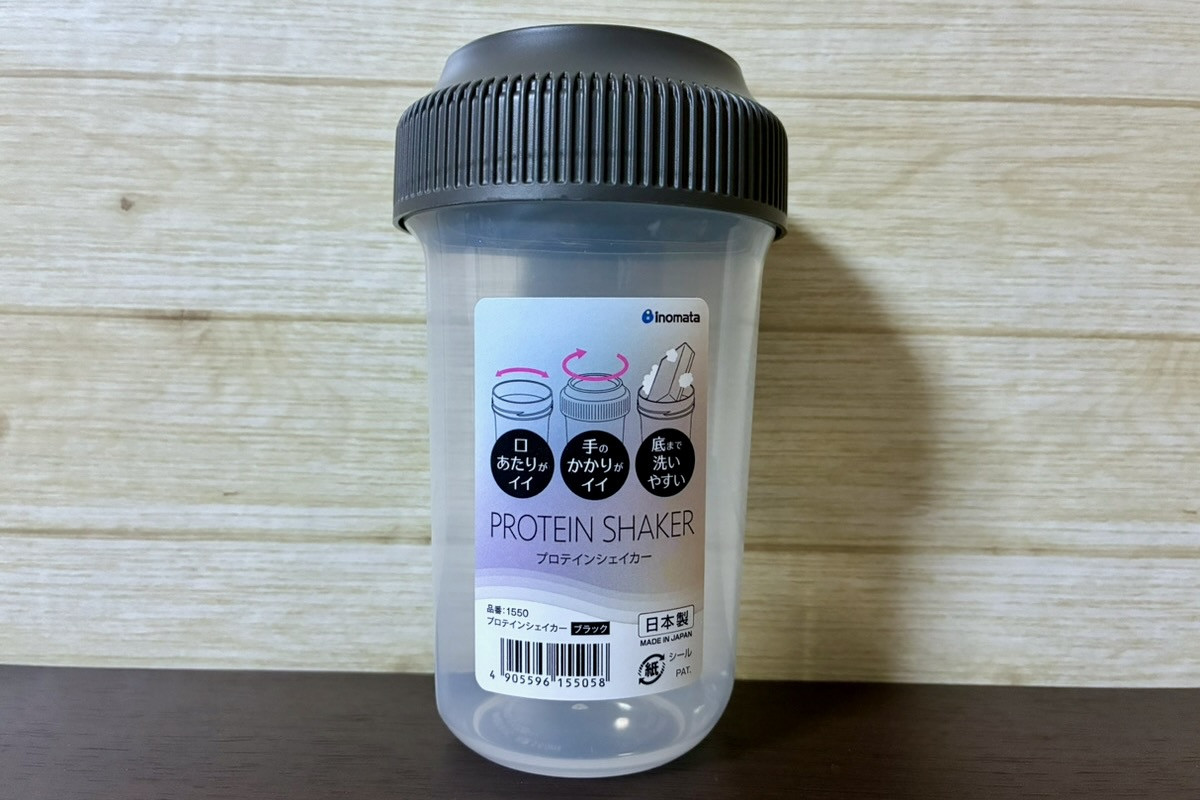 inomata
口
あたりが
イイ
手の
かかりが
イイ
底まで
洗い
やすい
PROTEIN SHAKER
プロテインシェイカー
品番:1550
プロテインシェイカー ブラック
4 905596 155058
日本製
MADE IN JAPAN
紙 シール
PAT.